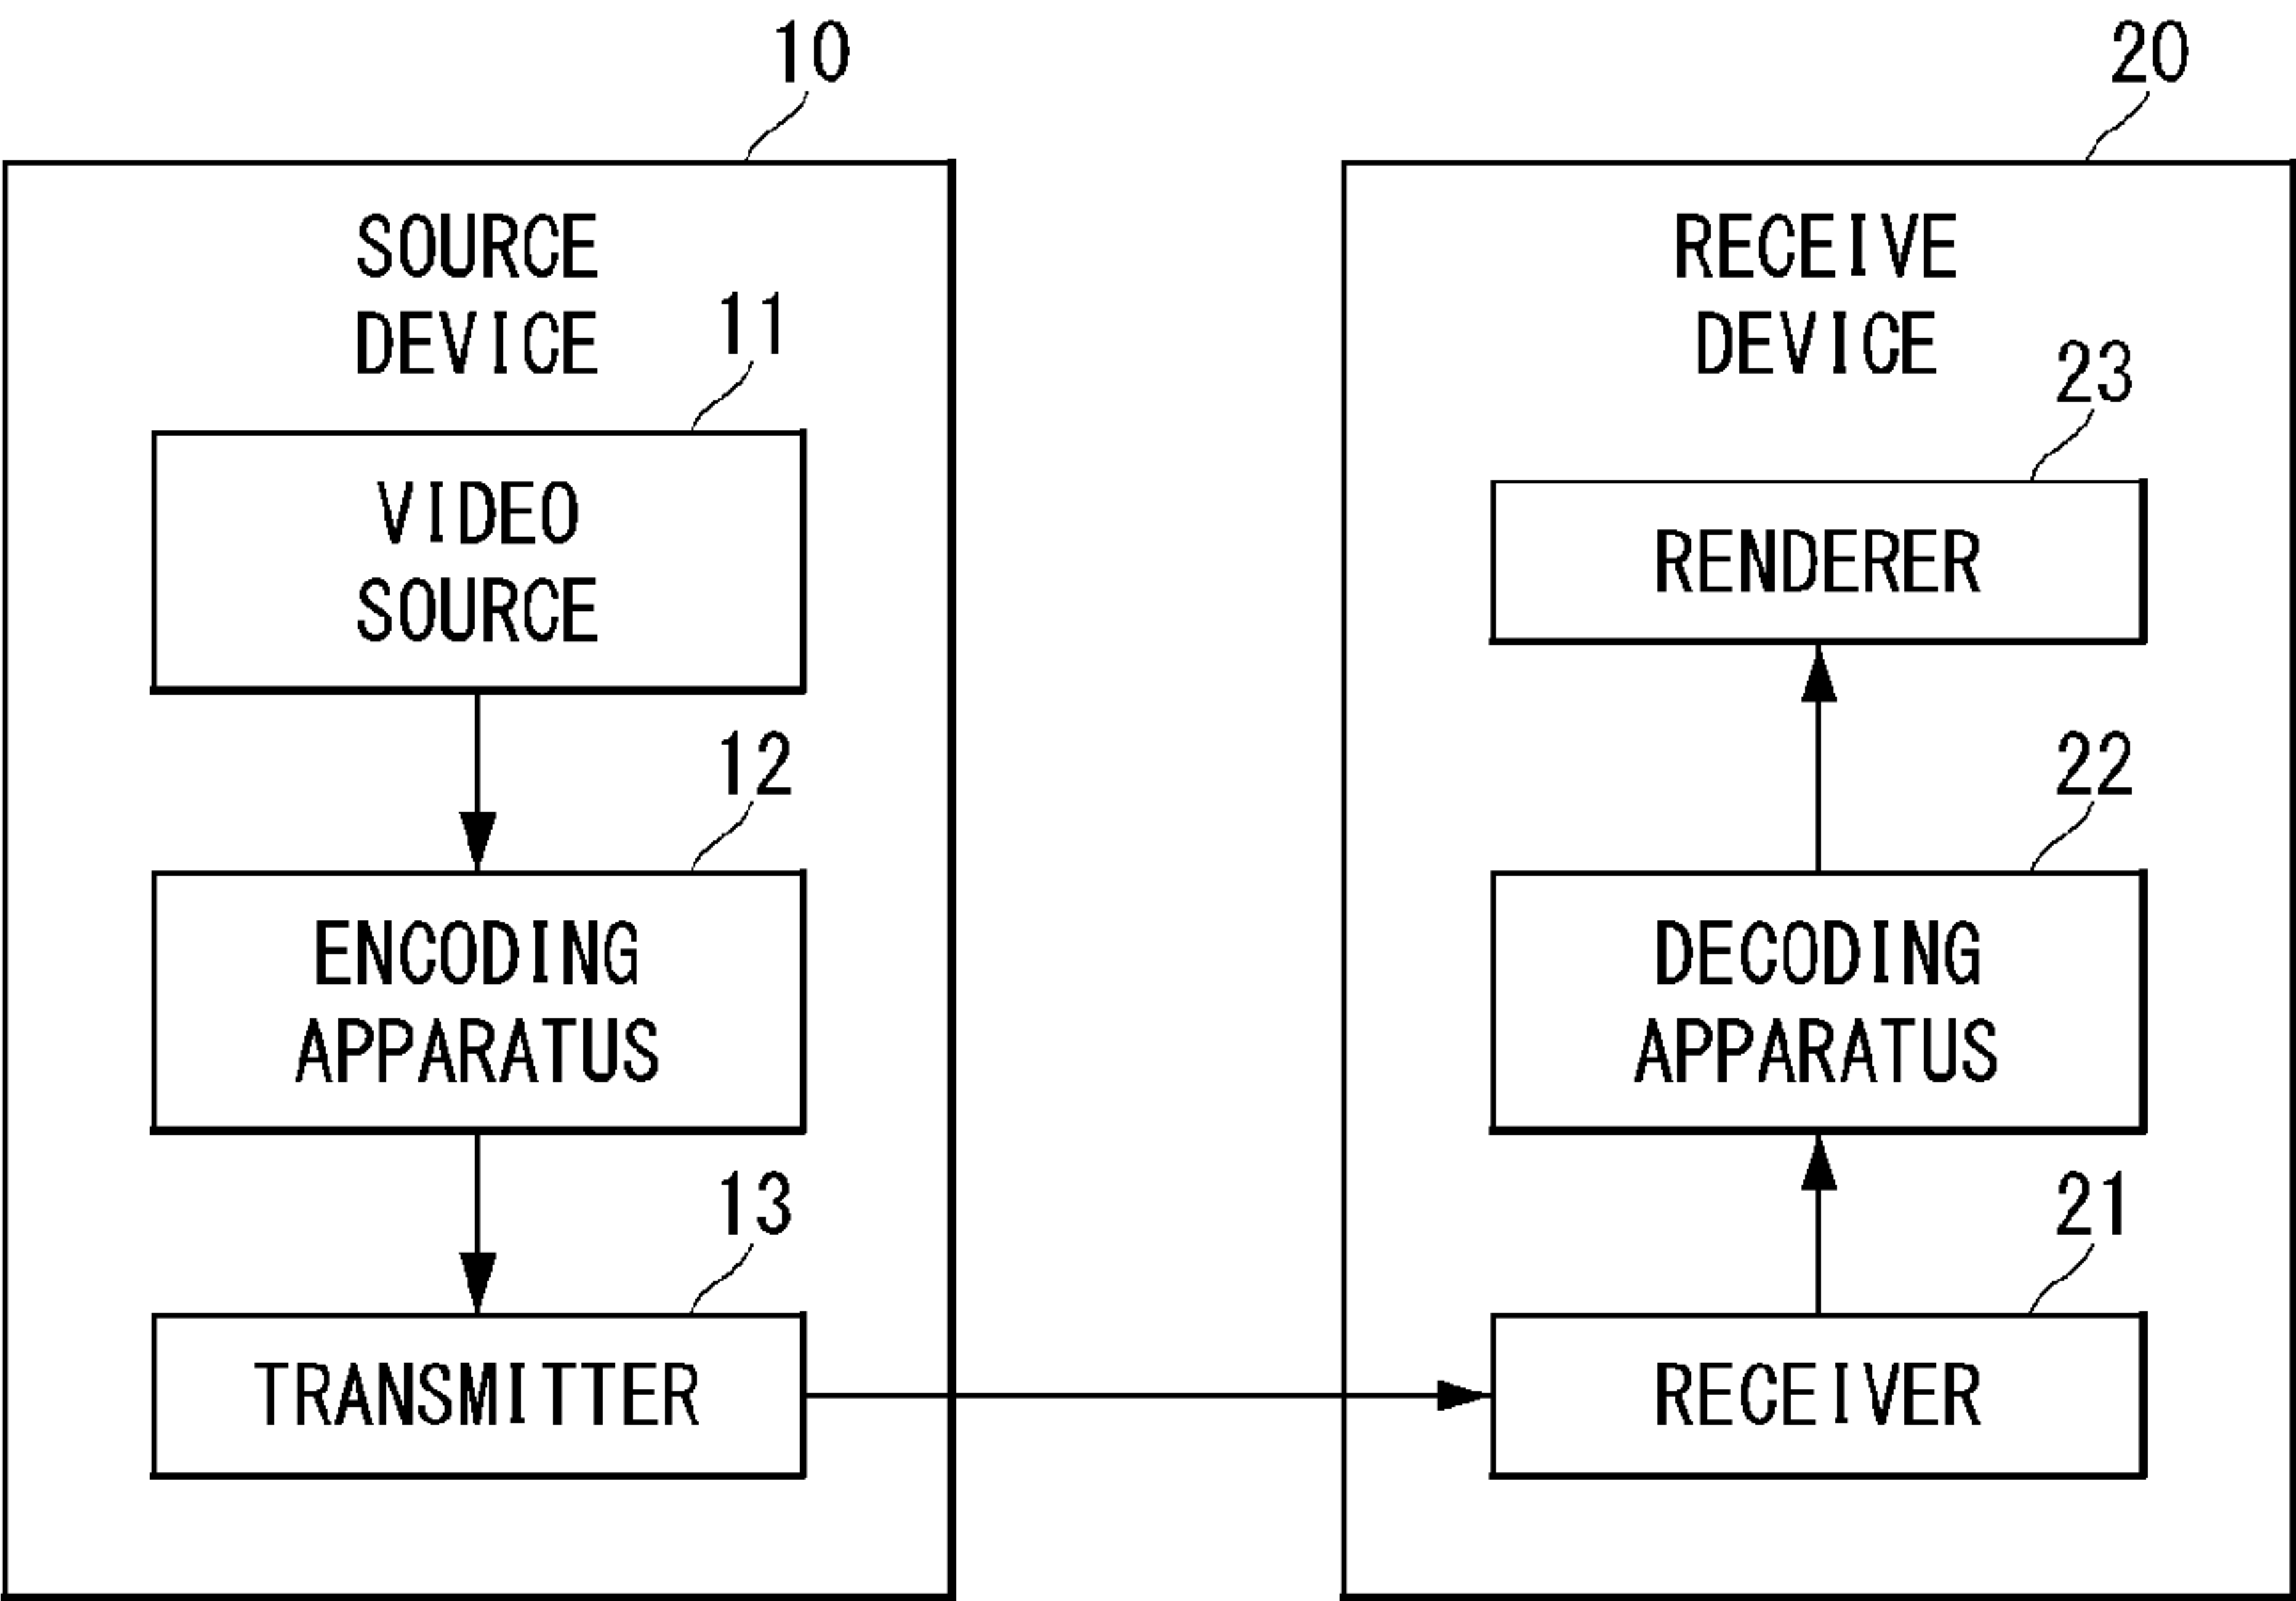 10
SOURCE
DEVICE
11
VIDEO
SOURCE
12
ENCODING
APPARATUS
13
TRANSMITTER
20
RECEIVE
DEVICE
23
RENDERER
22
DECODING
APPARATUS
21
RECEIVER